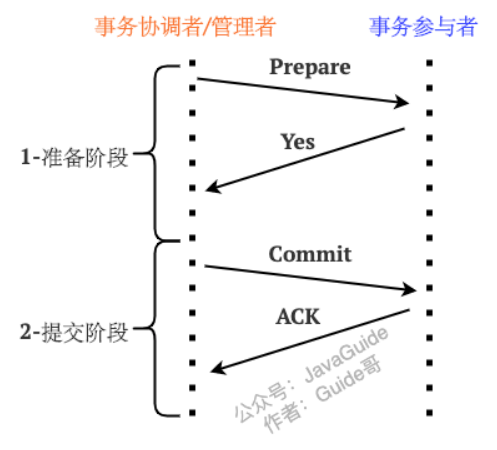 事务协调者/管理者
事务参与者
Prepare
Yes
1-准备阶段
Commit
ACK
2-提交阶段
公众号：JavaGuide
作者：Guide哥